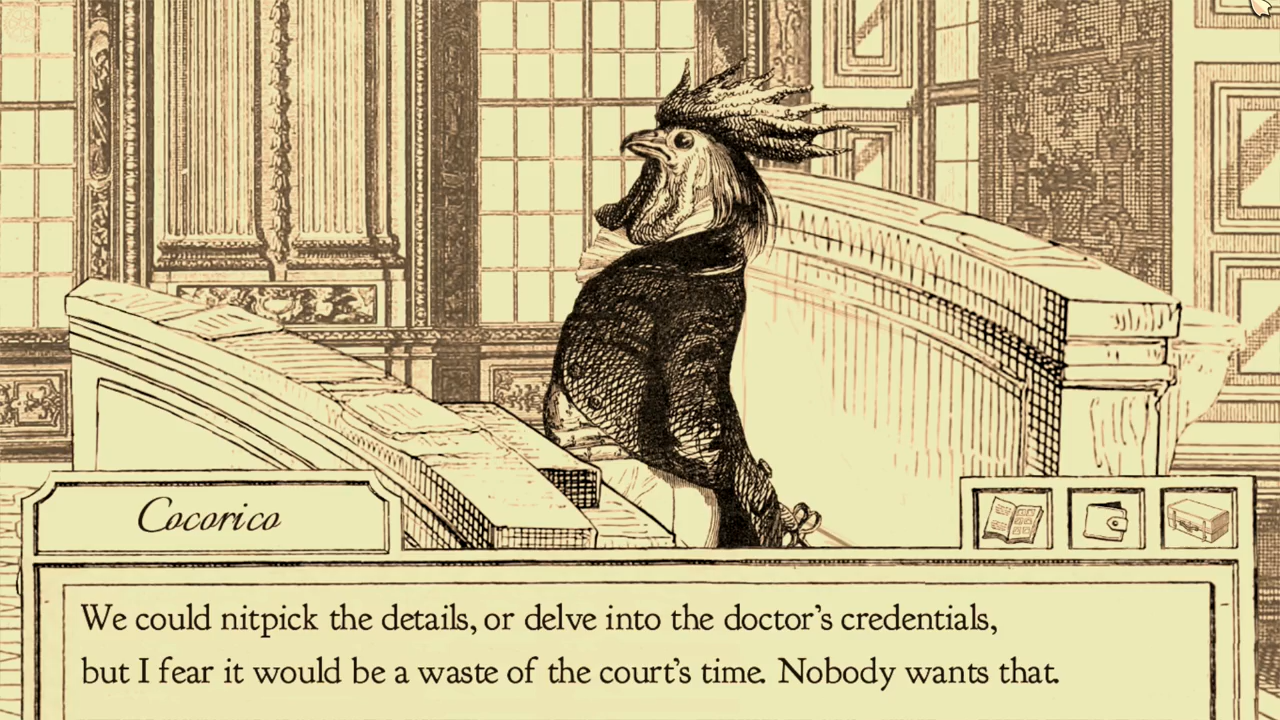 Cocorico
We could nitpick the details, or delve into the doctor's credentials,
but I fear it would be a waste of the court's time. Nobody wants that.